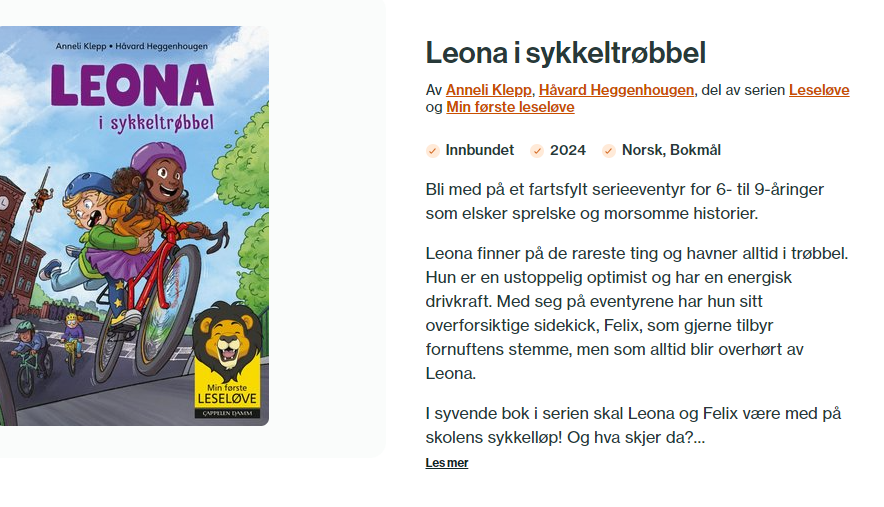 Anneli Klepp • Håvard Heggenhougen
LEONA
i sykkeltrøbbel
Min første
LESELØVE
CAPPELEN DAMM
Leona i sykkeltrøbbel
Av Anneli Klepp, Håvard Heggenhougen, del av serien Leseløve
og Min første leseløve
Innbundet 2024 Norsk, Bokmål
Bli med på et fartsfylt serieeventyr for 6- til 9-åringer
som elsker sprelske og morsomme historier.
Leona finner på de rareste ting og havner alltid i trøbbel.
Hun er en ustoppelig optimist og har en energisk
drivkraft. Med seg på eventyrene har hun sitt
overforsiktige sidekick, Felix, som gjerne tilbyr
fornuftens stemme, men som alltid blir overhørt av
Leona.
I syvende bok i serien skal Leona og Felix være med på
skolens sykkelløp! Og hva skjer da?...
Les mer